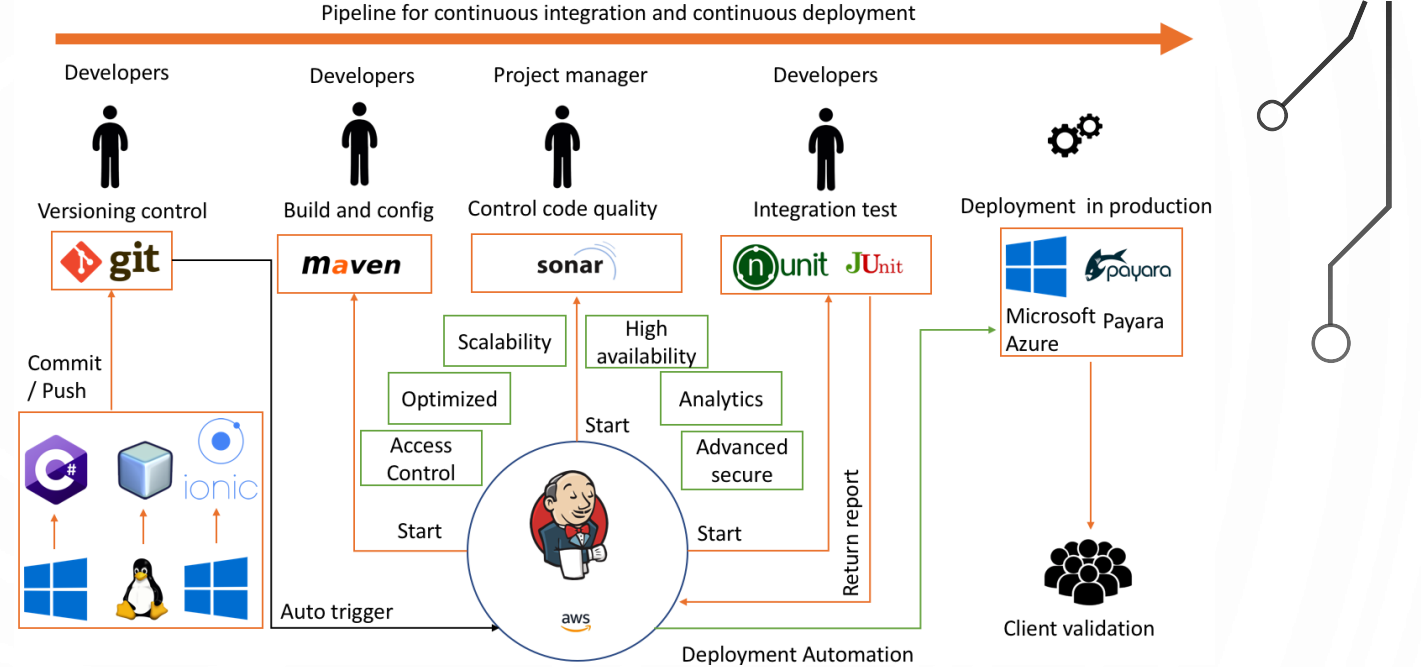 Pipeline for continuous integration and continuous deployment
Developers
Developers
Project manager
Developers
Versioning control
Build and config
Control code quality
Integration test
Deployment in production
git
maven
sonar
nunit
JUnit
payara
Microsoft
Azure
Payara
Scalability
High
availability
Commit
/ Push
Optimized
Analytics
Start
Access
Control
Advanced
secure
C#
ionic
Start
Start
Return report
Auto trigger
aws
Client validation
Deployment Automation